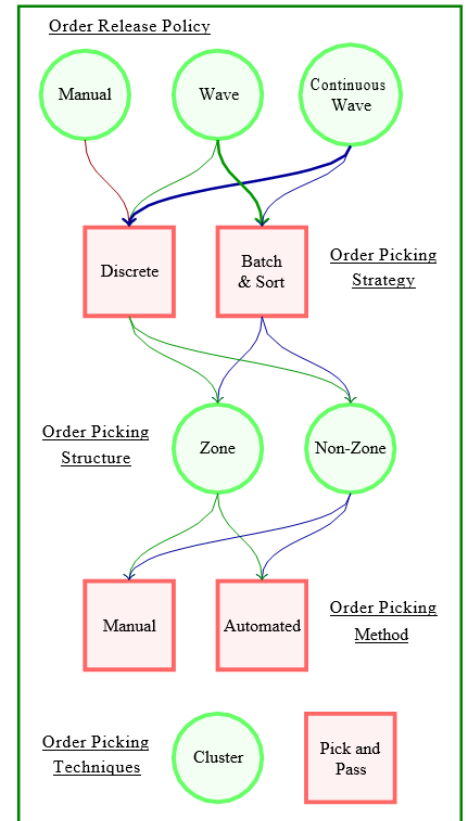 Order Release Policy
Manual
Wave
Continuous
Wave
Discrete
Batch
& Sort
Order Picking
Strategy
Order Picking
Structure
Zone
Non-Zone
Manual
Automated
Order Picking
Method
Order Picking
Techniques
Cluster
Pick and
Pass